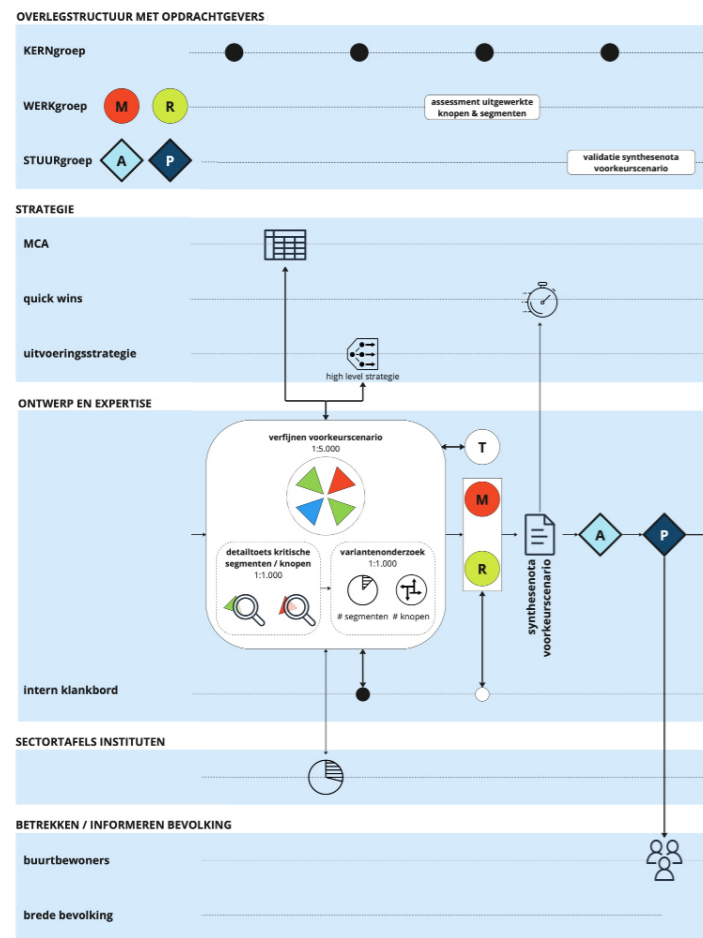 OVERLEGSTRUCTUUR MET OPDRACHTGEVERS
KERNgroep
WERKgroep
M
R
assessment uitgewerkte
knopen & segmenten
STUURgroep
A
P
validatie synthesenota
voorkeurscenario
STRATEGIE
MCA
quick wins
uitvoeringsstrategie
high level strategie
ONTWERP EN EXPERTISE
verfijnen voorkeurscenario
1:5.000
T
M
detailtoets kritische
segmenten / knopen
1:1.000
variantenonderzoek
1:1.000
# segmenten
# knopen
R
synthesenota
voorkeurscenario
A
P
intern klankbord
SECTORTAFELS INSTITUTEN
BETREKKEN / INFORMEREN BEVOLKING
buurtbewoners
brede bevolking